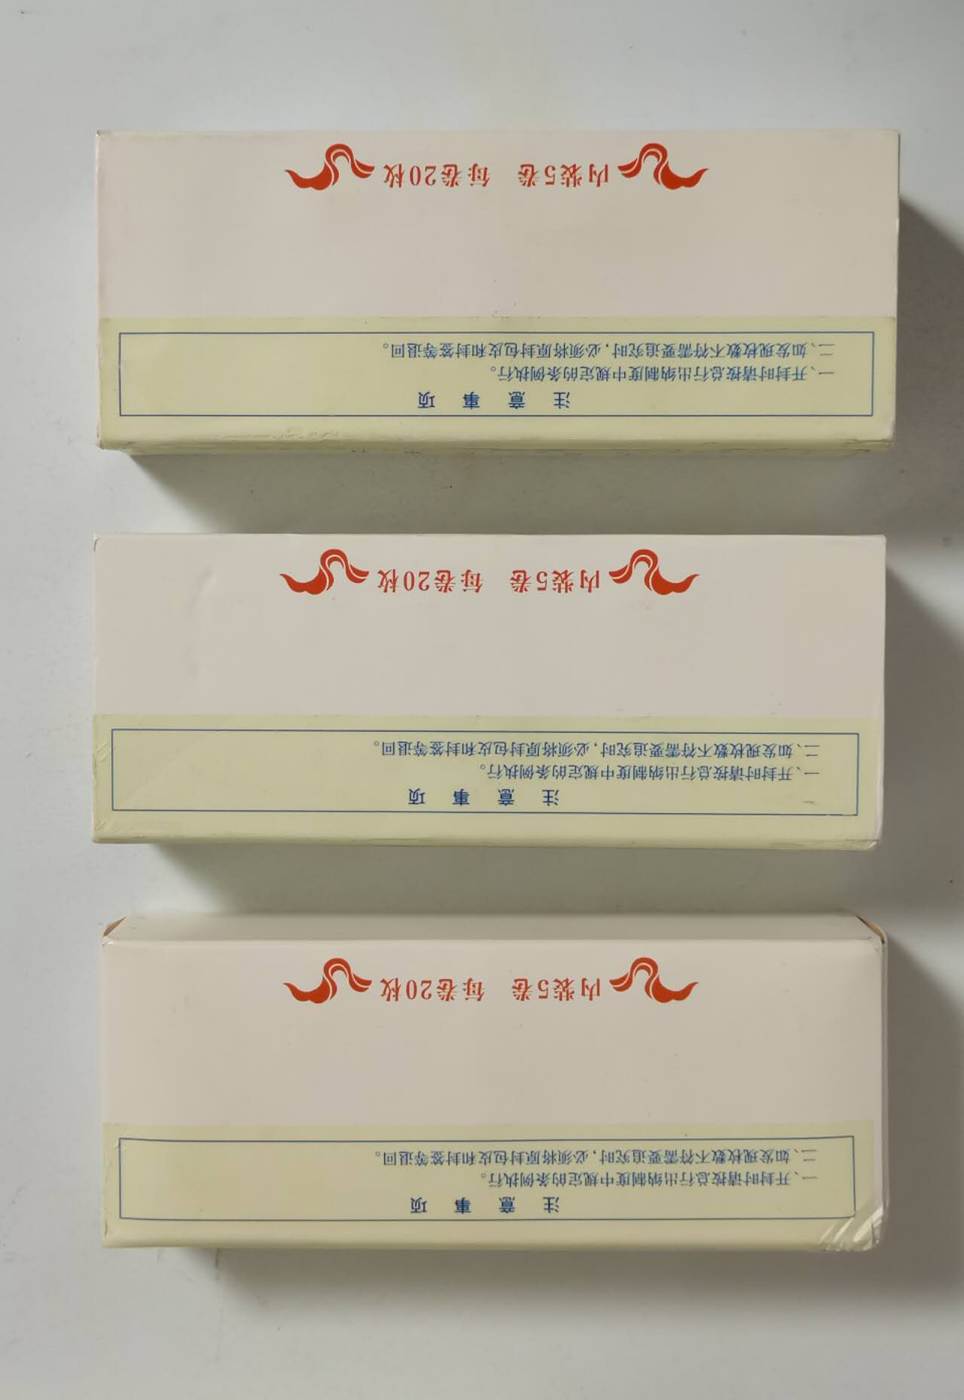 注意事项
一、开封时请按总行出纳制度中规定的条例执行。
二、如发现枚数不符需要追究时，必须将原封包皮和封签等退回。
内装5卷 每卷20枚
注意事项
一、开封时请按总行出纳制度中规定的条例执行。
二、如发现枚数不符需要追究时，必须将原封包皮和封签等退回。
内装5卷 每卷20枚
注意事项
一、开封时请按总行出纳制度中规定的条例执行。
二、如发现枚数不符需要追究时，必须将原封包皮和封签等退回。
内装5卷 每卷20枚